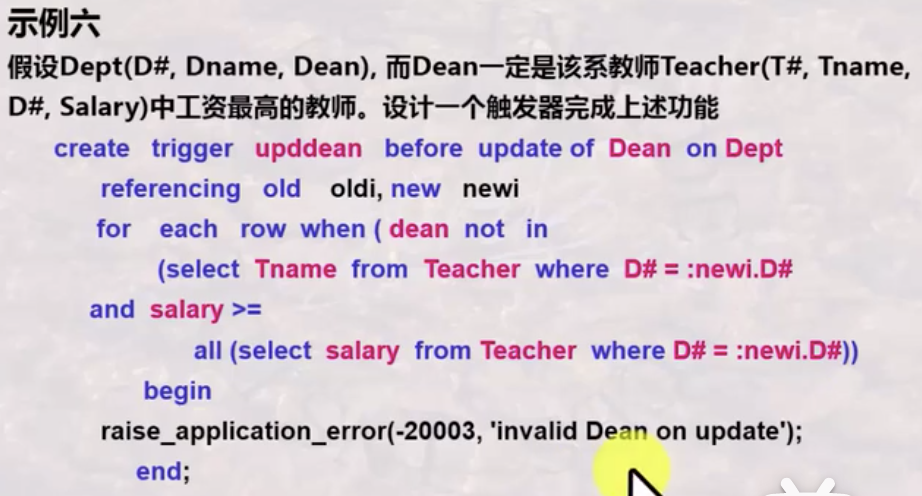 示例六
假设Dept(D#, Dname, Dean), 而Dean一定是该系教师Teacher(T#, Tname,
D#, Salary)中工资最高的教师。设计一个触发器完成上述功能
create trigger upddean before update of Dean on Dept
referencing old oldi, new newi
for each row when ( dean not in
(select Tname from Teacher where D# = :newi.D#
and salary >=
all (select salary from Teacher where D# = :newi.D#))
begin
raise_application_error(-20003, 'invalid Dean on update');
end;